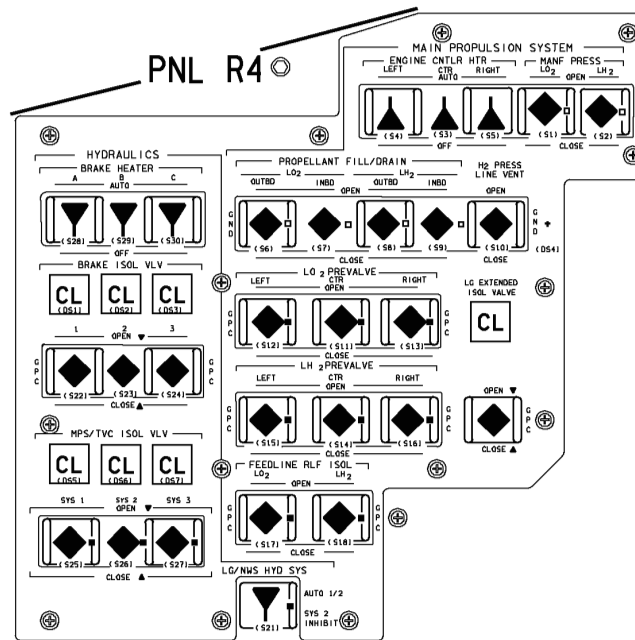 PNL R4
MAIN PROPULSION SYSTEM
ENGINE CNTLR HTR
LEFT CTR RIGHT
AUTO
(S4) (S3) (S5)
OFF
MANF PRESS
LO2 LH2
OPEN
(S1) (S2)
CLOSE
HYDRAULICS
BRAKE HEATER
A B C
AUTO
(S28) (S29) (S30)
OFF
BRAKE ISOL VLV
CL CL CL
(DS1) (DS2) (DS3)
1 2 3
OPEN ▼
GPC GPC
(S22) (S23) (S24)
CLOSE ▲
MPS/TVC ISOL VLV
CL CL CL
(DS5) (DS6) (DS7)
SYS 1 SYS 2 SYS 3
OPEN ▼
(S25) (S26) (S27)
CLOSE ▲
PROPELLANT FILL/DRAIN
LO2 LH2
OUTBD INBD OUTBD INBD
OPEN
GND
(S6) (S7) (S8) (S9)
CLOSE
H2 PRESS
LINE VENT
OPEN
(S10)
GND
CLOSE
(DS4)
LO2 PREVALVE
LEFT CTR RIGHT
OPEN
GPC GPC
(S12) (S11) (S13)
CLOSE
LG EXTENDED
ISOL VALVE
CL
OPEN ▼
GPC GPC
CLOSE ▲
LH2 PREVALVE
LEFT CTR RIGHT
OPEN
GPC GPC
(S15) (S14) (S16)
CLOSE
FEEDLINE RLF ISOL
LO2 LH2
OPEN
GPC GPC
(S17) (S18)
CLOSE
LG/NWS HYD SYS
AUTO 1/2
SYS 2
INHIBIT
(S21)